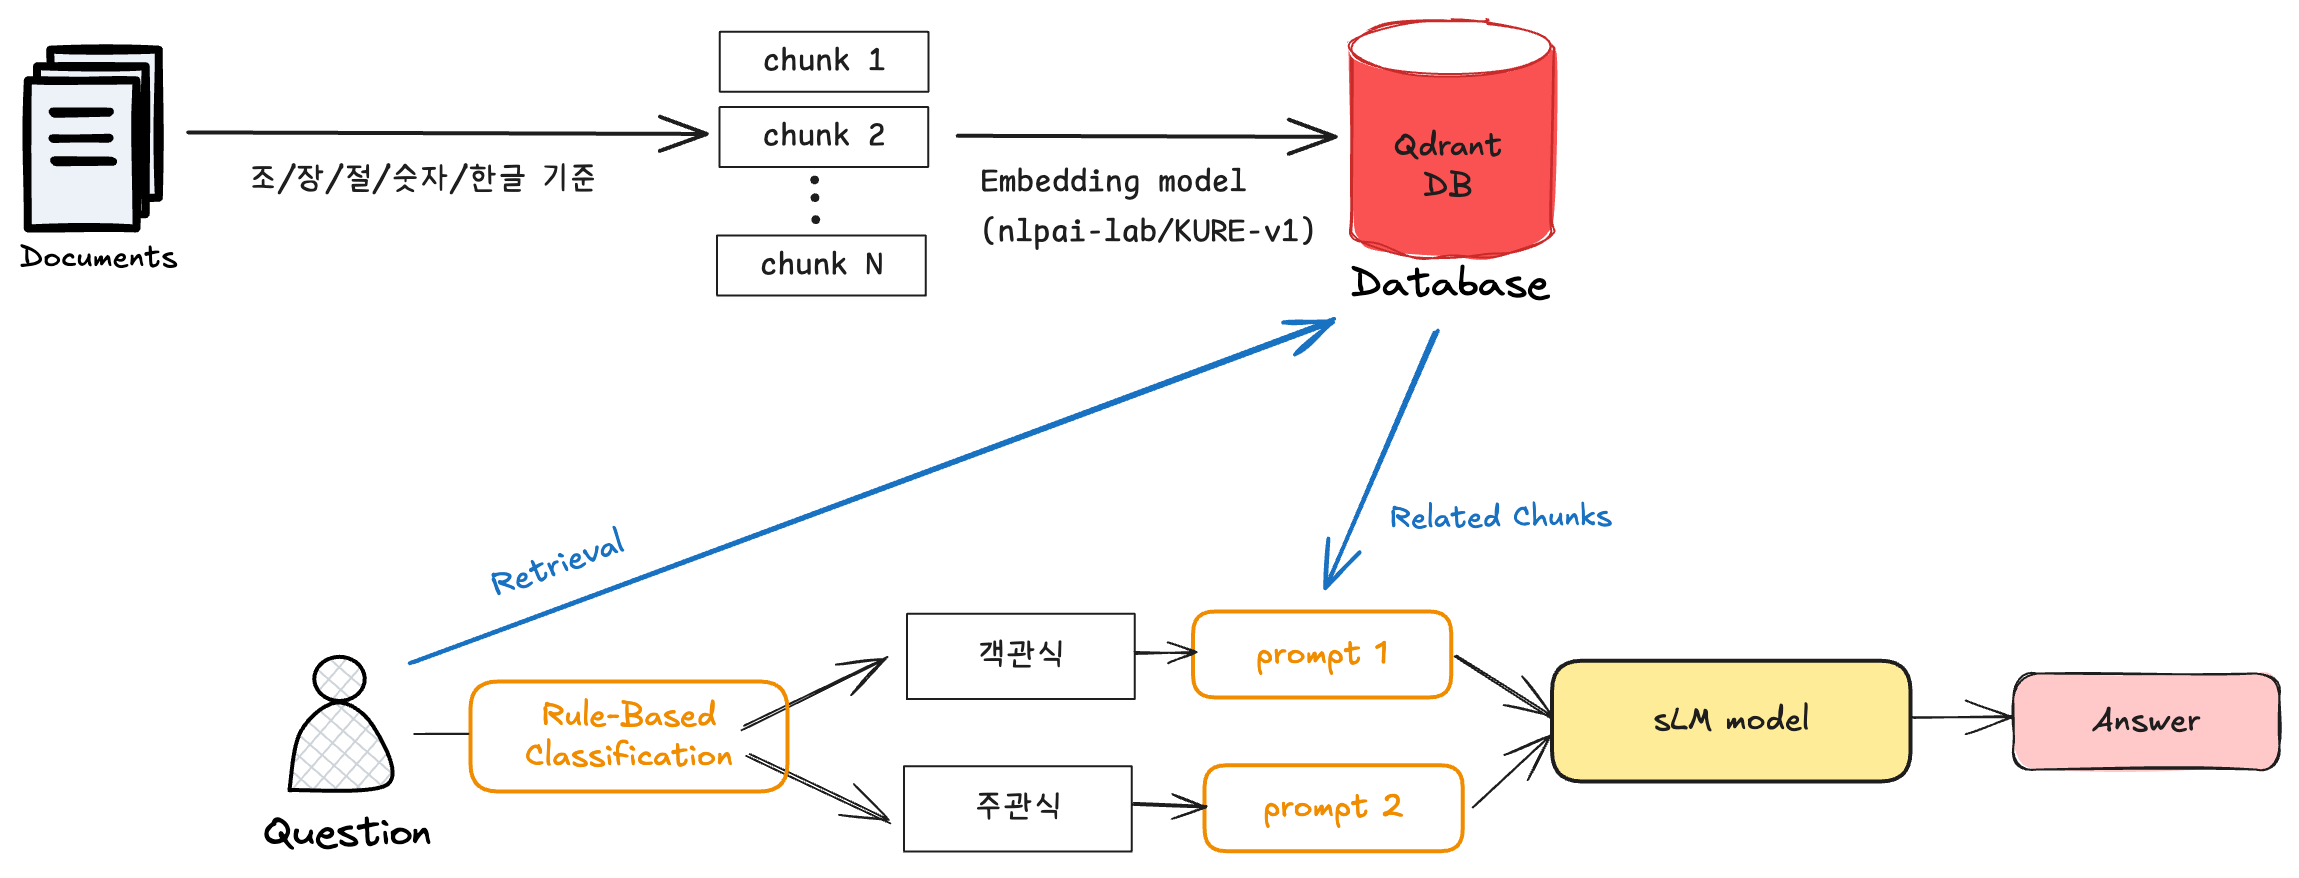 Documents
조/장/절/숫자/한글 기준
chunk 1
chunk 2
chunk N
Embedding model
(nlpai-lab/KURE-v1)
Qdrant
DB
Database
Retrieval
Related Chunks
Question
Rule-Based
Classification
객관식
prompt 1
주관식
prompt 2
sLM model
Answer